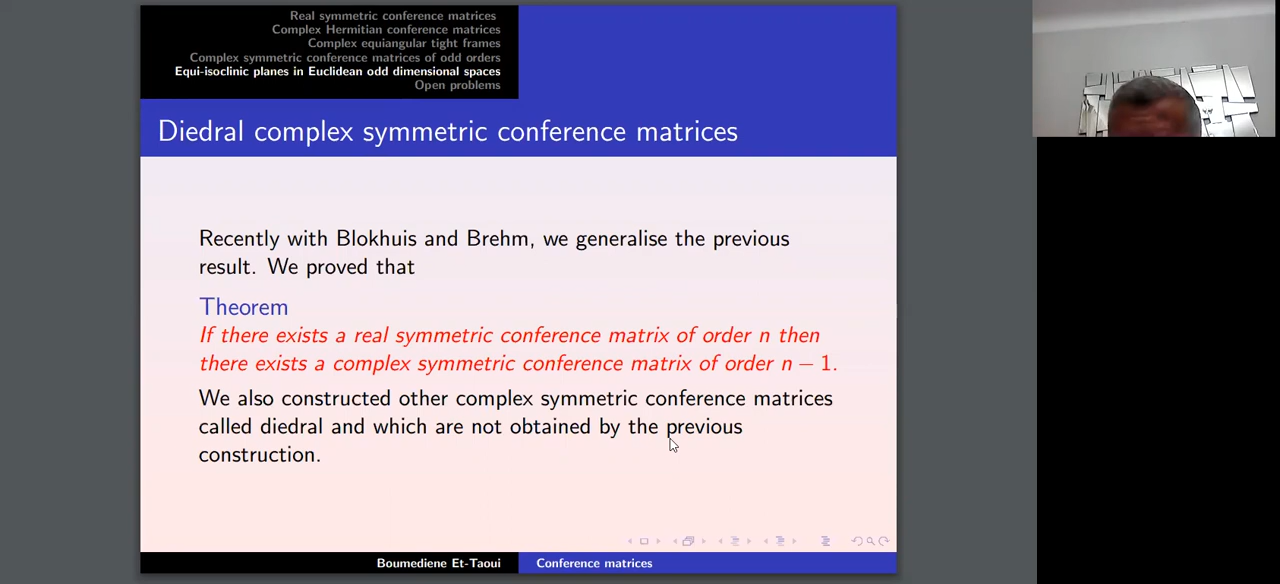 Real symmetric conference matrices
Complex Hermitian conference matrices
Complex equiangular tight frames
Complex symmetric conference matrices of odd orders
Equi-isoclinic planes in Euclidean odd dimensional spaces
Open problems
Diedral complex symmetric conference matrices
Recently with Blokhuis and Brehm, we generalise the previous
result. We proved that
Theorem
If there exists a real symmetric conference matrix of order n then
there exists a complex symmetric conference matrix of order n − 1.
We also constructed other complex symmetric conference matrices
called diedral and which are not obtained by the previous
construction.
Boumediene Et-Taoui
Conference matrices